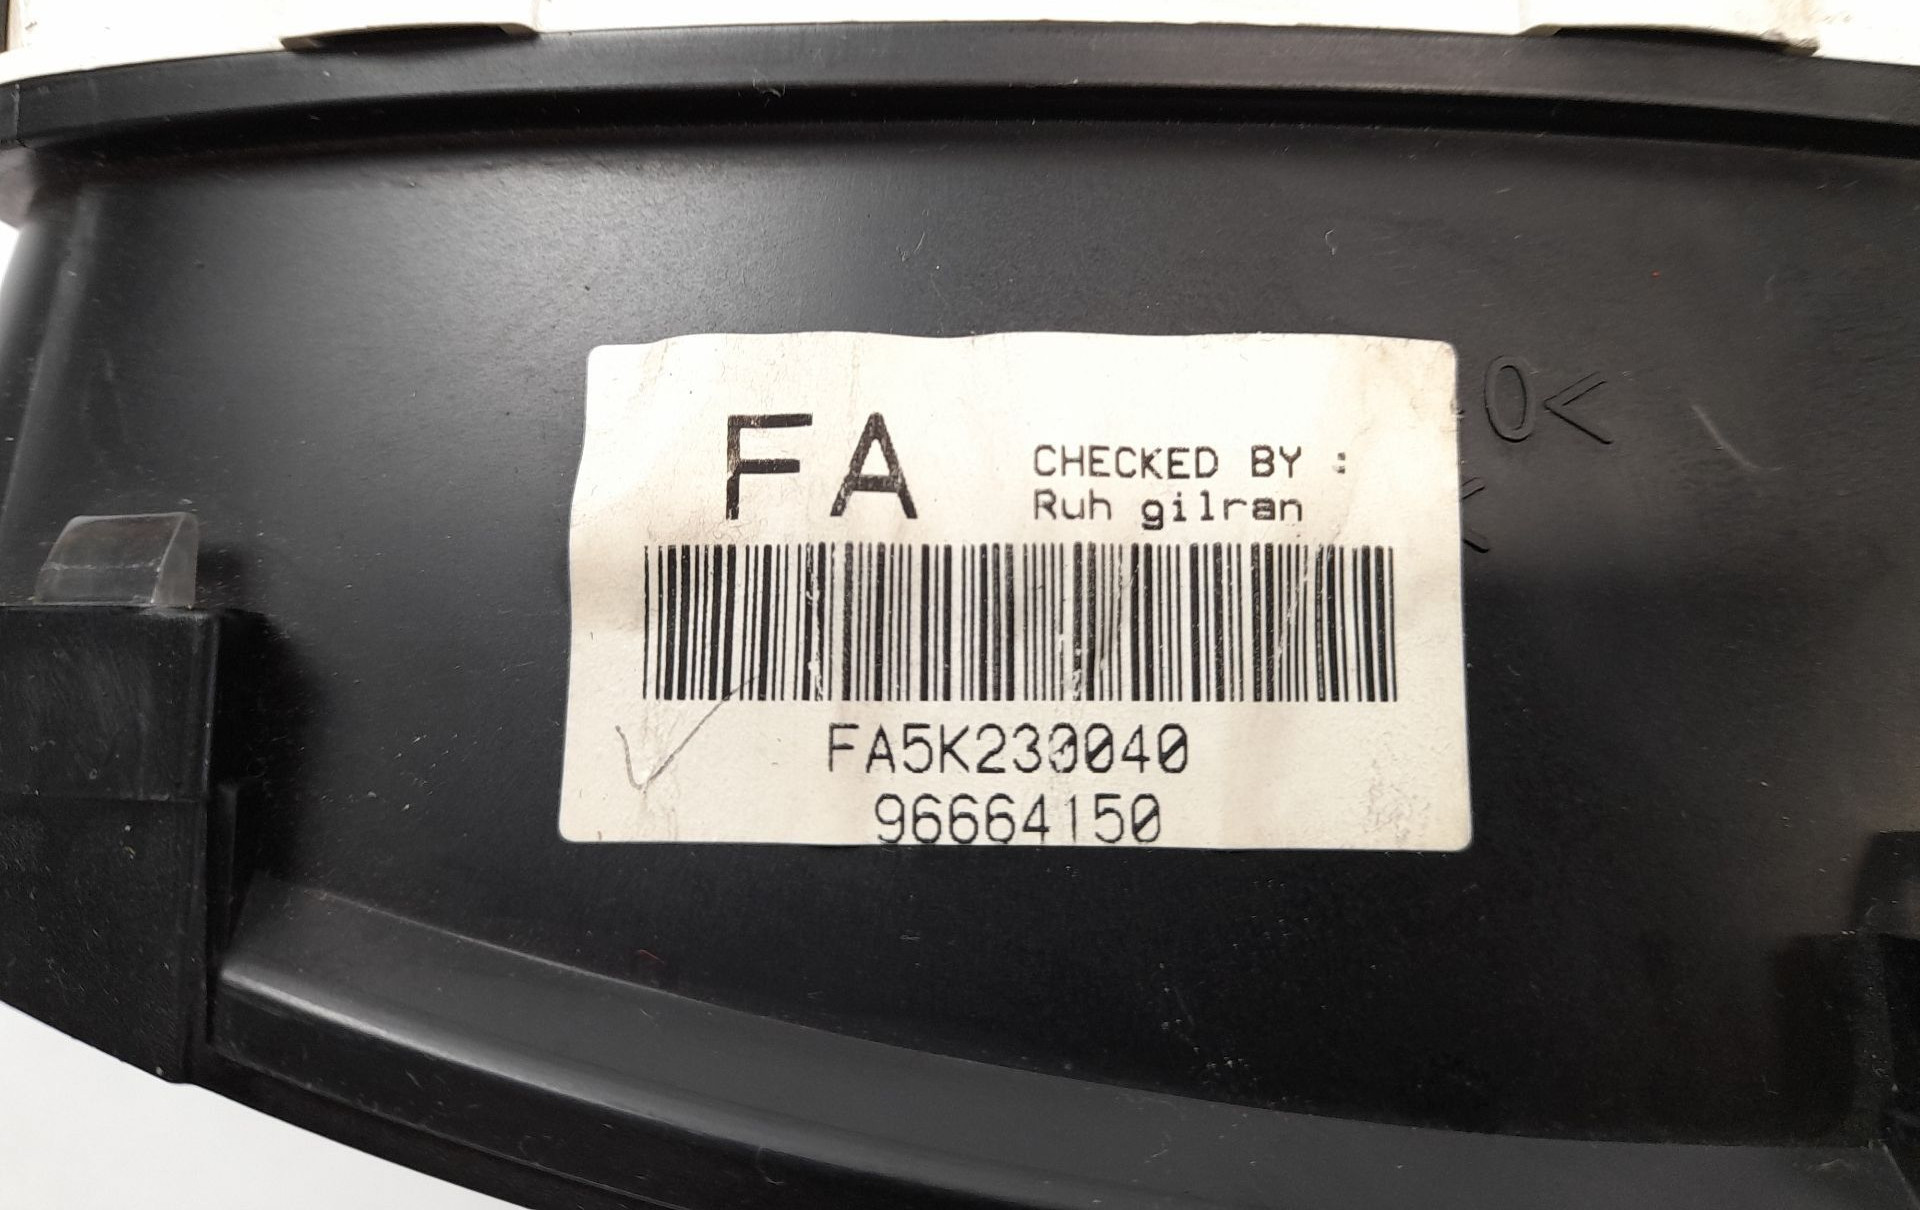 FA
CHECKED BY :
Ruh gilran
FA5K230040
96664150